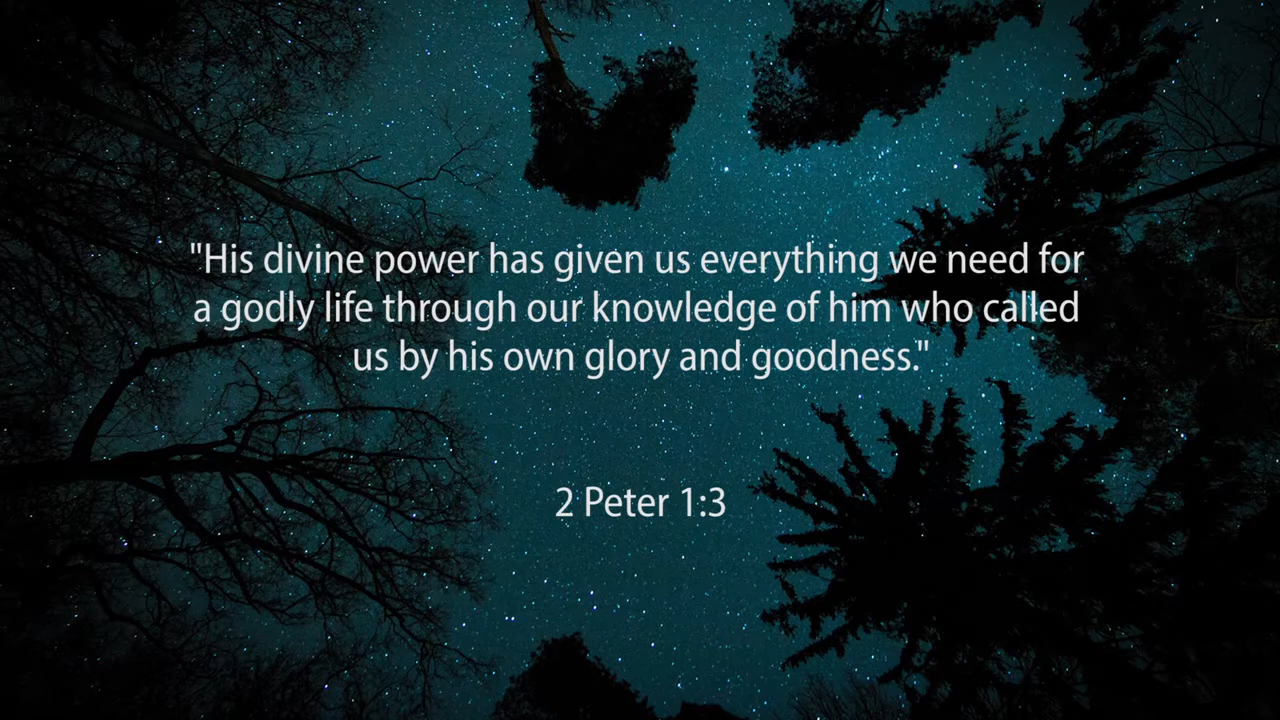 "His divine power has given us everything we need for
a godly life through our knowledge of him who called
us by his own glory and goodness."
2 Peter 1:3